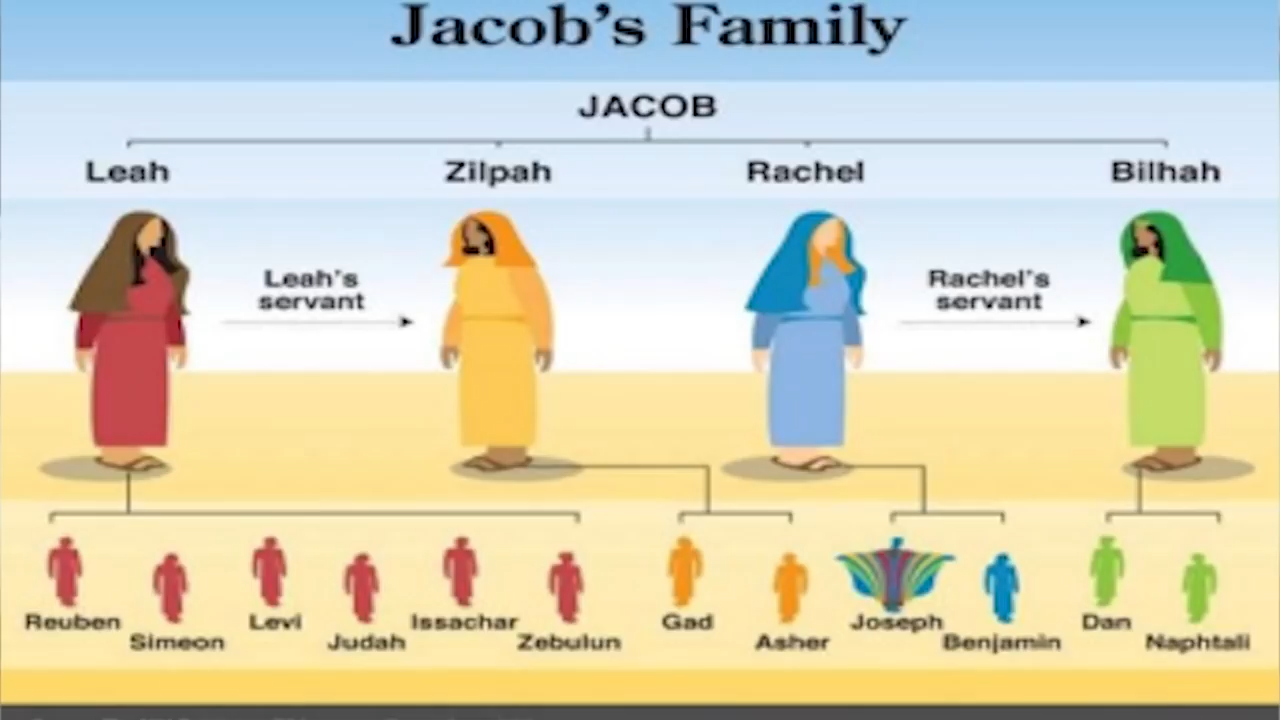 Jacob's Family
JACOB
Leah Zilpah Rachel Bilhah
Leah's
servant
Rachel's
servant
Reuben
Simeon
Levi
Judah
Issachar
Zebulun
Gad
Asher
Joseph
Benjamin
Dan
Naphtali